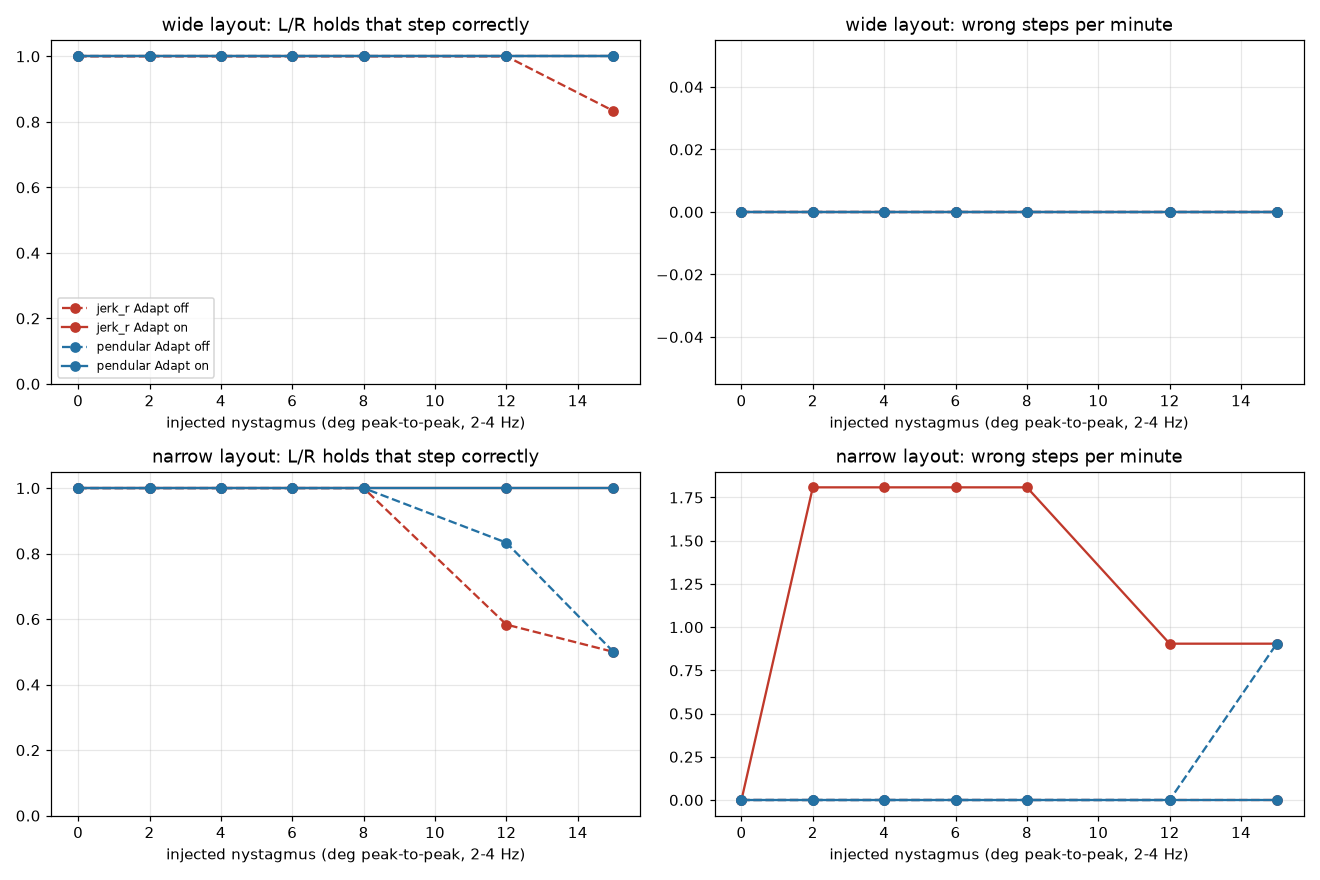 wide layout: L/R holds that step correctly
1.0
0.8
0.6
0.4
0.2
0.0
jerk_r Adapt off
jerk_r Adapt on
pendular Adapt off
pendular Adapt on
0 2 4 6 8 10 12 14
injected nystagmus (deg peak-to-peak, 2-4 Hz)
wide layout: wrong steps per minute
0.04
0.02
0.00
−0.02
−0.04
0 2 4 6 8 10 12 14
injected nystagmus (deg peak-to-peak, 2-4 Hz)
narrow layout: L/R holds that step correctly
1.0
0.8
0.6
0.4
0.2
0.0
0 2 4 6 8 10 12 14
injected nystagmus (deg peak-to-peak, 2-4 Hz)
narrow layout: wrong steps per minute
1.75
1.50
1.25
1.00
0.75
0.50
0.25
0.00
0 2 4 6 8 10 12 14
injected nystagmus (deg peak-to-peak, 2-4 Hz)